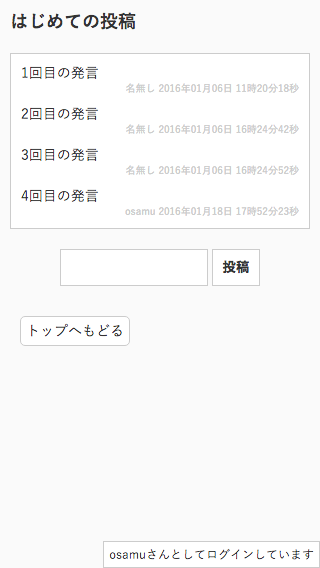 はじめての投稿
1回目の発言
名無し 2016年01月06日 11時20分18秒
2回目の発言
名無し 2016年01月06日 16時24分42秒
3回目の発言
名無し 2016年01月06日 16時24分52秒
4回目の発言
osamu 2016年01月18日 17時52分23秒
投稿
トップへもどる
osamuさんとしてログインしています